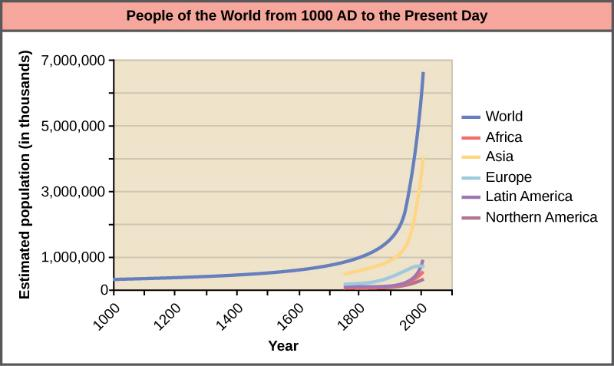 People of the World from 1000 AD to the Present Day
Estimated population (in thousands)
7,000,000
5,000,000
3,000,000
1,000,000
0
1000
1200
1400
1600
1800
2000
Year
World
Africa
Asia
Europe
Latin America
Northern America